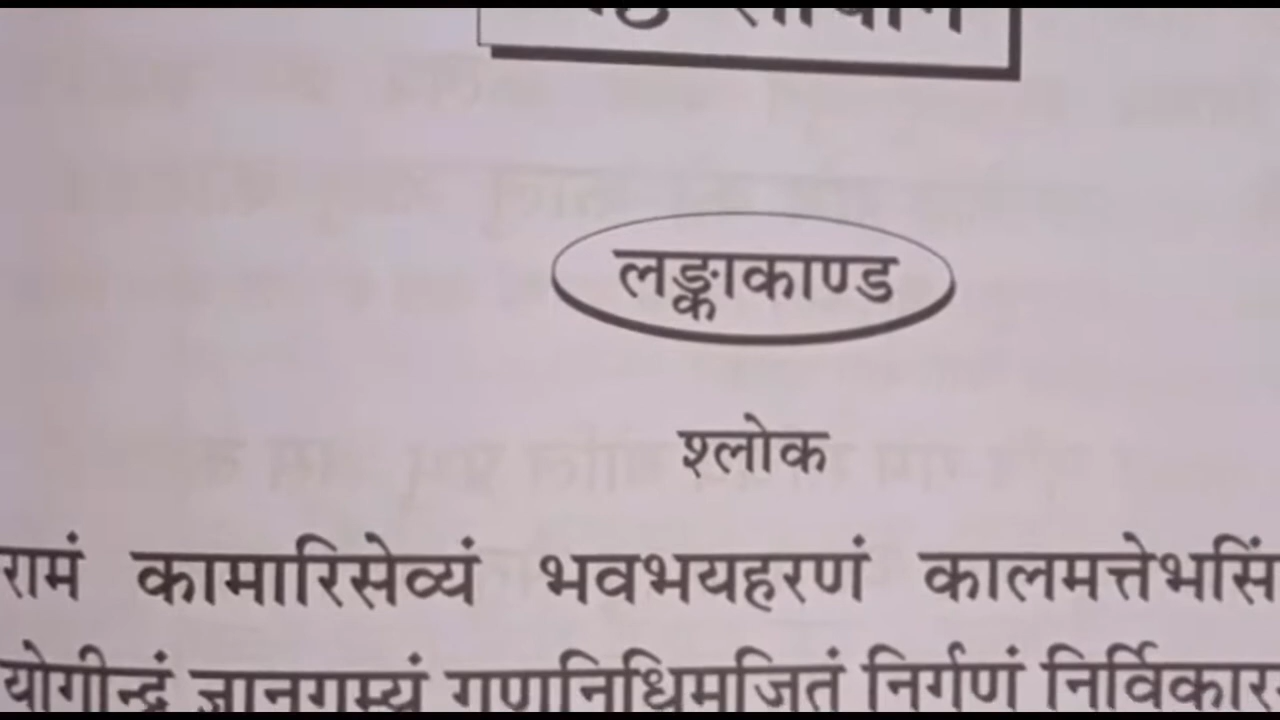 लङ्काकाण्ड
श्लोक
रामं कामारिसेव्यं भवभयहरणं कालमत्तेभसिं
योगीन्द्रं ज्ञानगम्यं गुणनिधिमजितं निर्गुणं निर्विकार